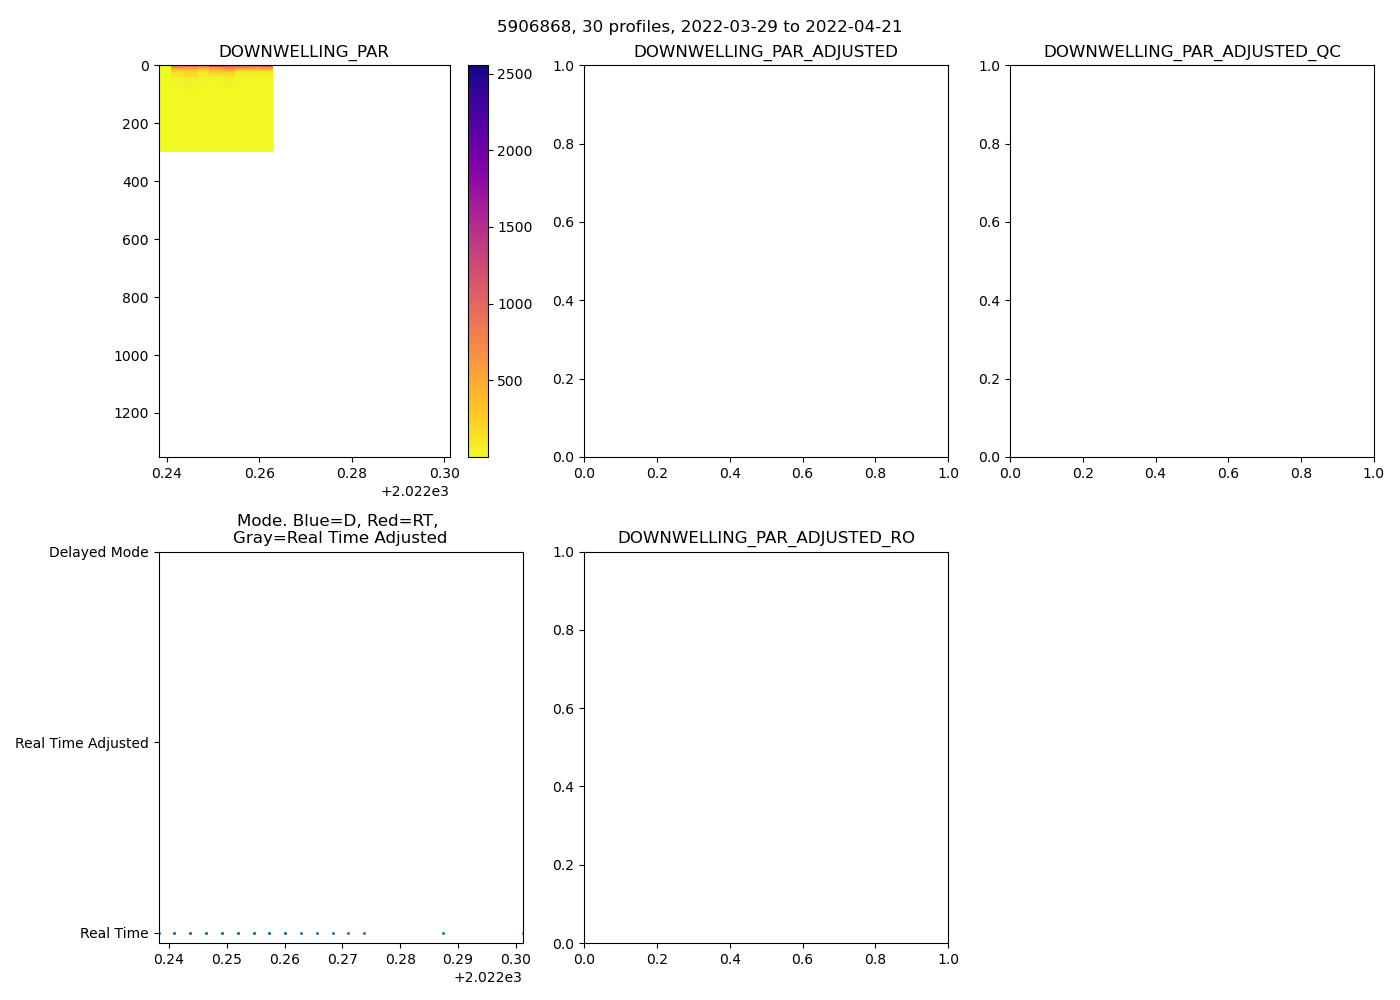 5906868, 30 profiles, 2022-03-29 to 2022-04-21
DOWNWELLING_PAR
0
200
400
600
800
1000
1200
0.24 0.26 0.28 0.30
+2.022e3
2500
2000
1500
1000
500
DOWNWELLING_PAR_ADJUSTED
1.0
0.8
0.6
0.4
0.2
0.0
0.0 0.2 0.4 0.6 0.8 1.0
DOWNWELLING_PAR_ADJUSTED_QC
1.0
0.8
0.6
0.4
0.2
0.0
0.0 0.2 0.4 0.6 0.8 1.0
Mode. Blue=D, Red=RT,
Gray=Real Time Adjusted
Delayed Mode
Real Time Adjusted
Real Time
0.24 0.25 0.26 0.27 0.28 0.29 0.30
+2.022e3
DOWNWELLING_PAR_ADJUSTED_RO
1.0
0.8
0.6
0.4
0.2
0.0
0.0 0.2 0.4 0.6 0.8 1.0